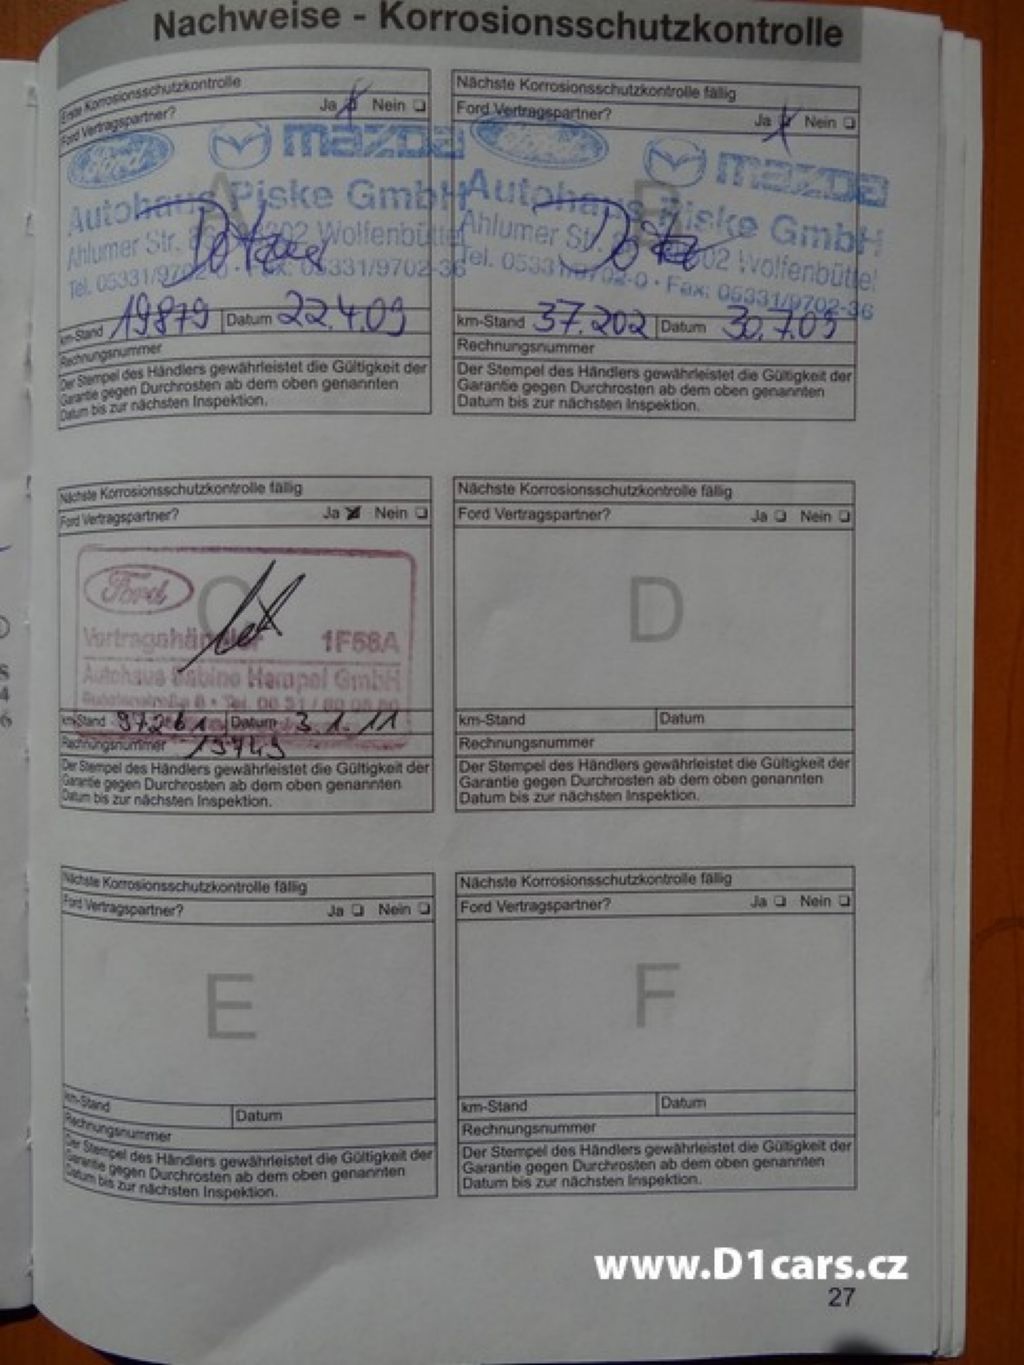 Nachweise - Korrosionsschutzkontrolle
Erste Korrosionsschutzkontrolle
Ford Vertragspartner? Ja Nein
Ford mazda
Autohaus Piske GmbH
Ahlumer Str. 86 302 Wolfenbüttel
Tel. 05331/9702-0 · Fax: 05331/9702-36
A
km-Stand 19879 Datum 22.4.09
Rechnungsnummer
Der Stempel des Händlers gewährleistet die Gültigkeit der
Garantie gegen Durchrosten ab dem oben genannten
Datum bis zur nächsten Inspektion.
Nächste Korrosionsschutzkontrolle fällig
Ford Vertragspartner? Ja Nein
mazda
Autohaus Piske GmbH
Ahlumer Str. 302 Wolfenbüttel
Tel. 05331/9702-0 · Fax: 05331/9702-36
B
km-Stand 37.202 Datum 30.7.09
Rechnungsnummer
Der Stempel des Händlers gewährleistet die Gültigkeit der
Garantie gegen Durchrosten ab dem oben genannten
Datum bis zur nächsten Inspektion.
Nächste Korrosionsschutzkontrolle fällig
Ford Vertragspartner? Ja Nein
C
Ford
Vertragshändler 1F56A
Autohaus Sabine Hampel GmbH
km-Stand 97261 Datum 3.1.11
Rechnungsnummer 13749
Der Stempel des Händlers gewährleistet die Gültigkeit der
Garantie gegen Durchrosten ab dem oben genannten
Datum bis zur nächsten Inspektion.
Nächste Korrosionsschutzkontrolle fällig
Ford Vertragspartner? Ja Nein
D
km-Stand Datum
Rechnungsnummer
Der Stempel des Händlers gewährleistet die Gültigkeit der
Garantie gegen Durchrosten ab dem oben genannten
Datum bis zur nächsten Inspektion.
Nächste Korrosionsschutzkontrolle fällig
Ford Vertragspartner? Ja Nein
E
km-Stand Datum
Rechnungsnummer
Der Stempel des Händlers gewährleistet die Gültigkeit der
Garantie gegen Durchrosten ab dem oben genannten
Datum bis zur nächsten Inspektion.
Nächste Korrosionsschutzkontrolle fällig
Ford Vertragspartner? Ja Nein
F
km-Stand Datum
Rechnungsnummer
Der Stempel des Händlers gewährleistet die Gültigkeit der
Garantie gegen Durchrosten ab dem oben genannten
Datum bis zur nächsten Inspektion.
www.D1cars.cz
27